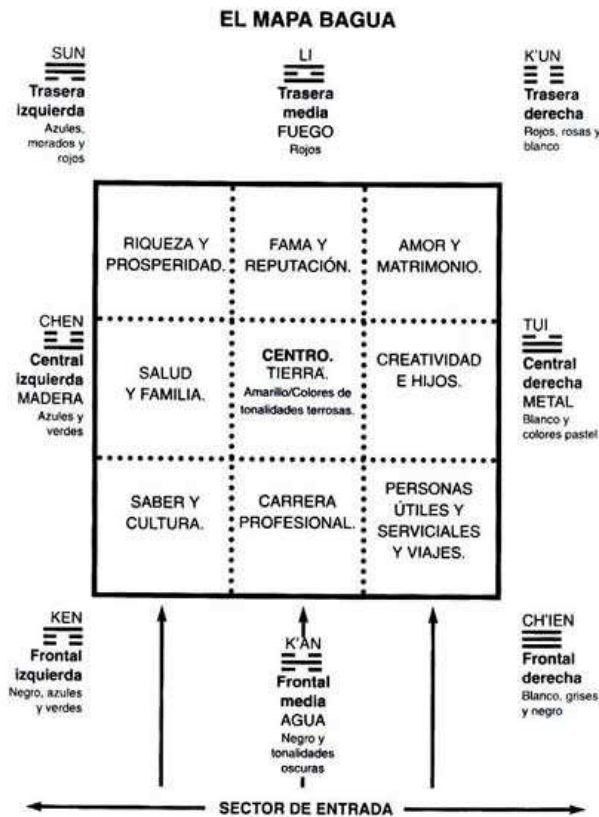 EL MAPA BAGUA
SUN
Trasera
izquierda
Azules,
morados y
rojos
LI
Trasera
media
FUEGO
Rojos
K'UN
Trasera
derecha
Rojos, rosas y
blanco
RIQUEZA Y
PROSPERIDAD.
FAMA Y
REPUTACIÓN.
AMOR Y
MATRIMONIO.
CHEN
Central
izquierda
MADERA
Azules y
verdes
SALUD
Y FAMILIA.
CENTRO.
TIERRA.
Amarillo/Colores de
tonalidades terrosas.
CREATIVIDAD
E HIJOS.
TUI
Central
derecha
METAL
Blanco y
colores pastel
SABER Y
CULTURA.
CARRERA
PROFESIONAL.
PERSONAS
ÚTILES Y
SERVICIALES
Y VIAJES.
KEN
Frontal
izquierda
Negro, azules
y verdes
K'AN
Frontal
media
AGUA
Negro y
tonalidades
oscuras
CH'IEN
Frontal
derecha
Blanco, grises
y negro
SECTOR DE ENTRADA